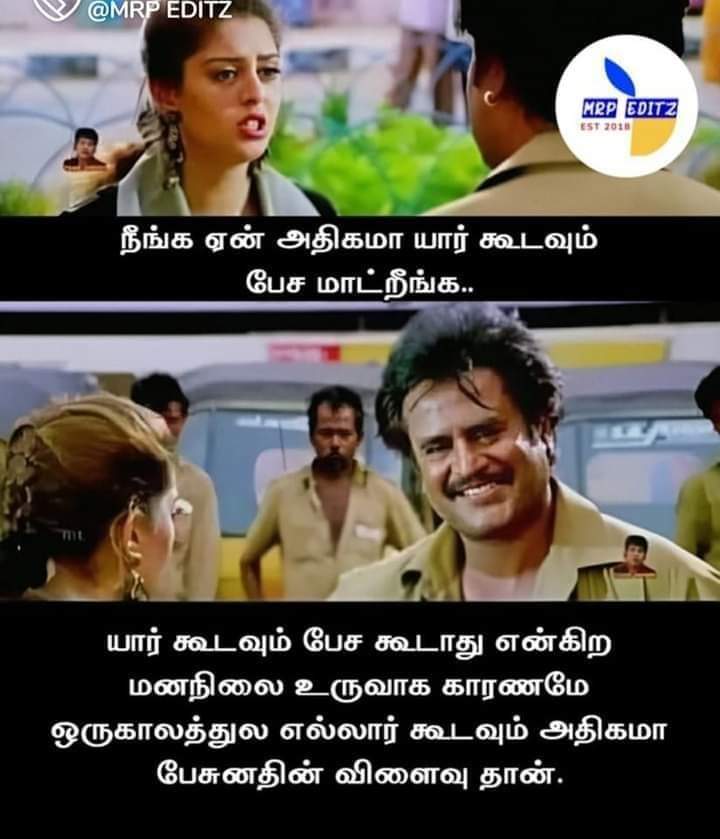 @MRP EDITZ
MRP EDITZ
EST 2018
நீங்க ஏன் அதிகமா யார் கூடவும்
பேச மாட்றீங்க..
யார் கூடவும் பேச கூடாது என்கிற
மனநிலை உருவாக காரணமே
ஒருகாலத்துல எல்லார் கூடவும் அதிகமா
பேசுனதின் விளைவு தான்.